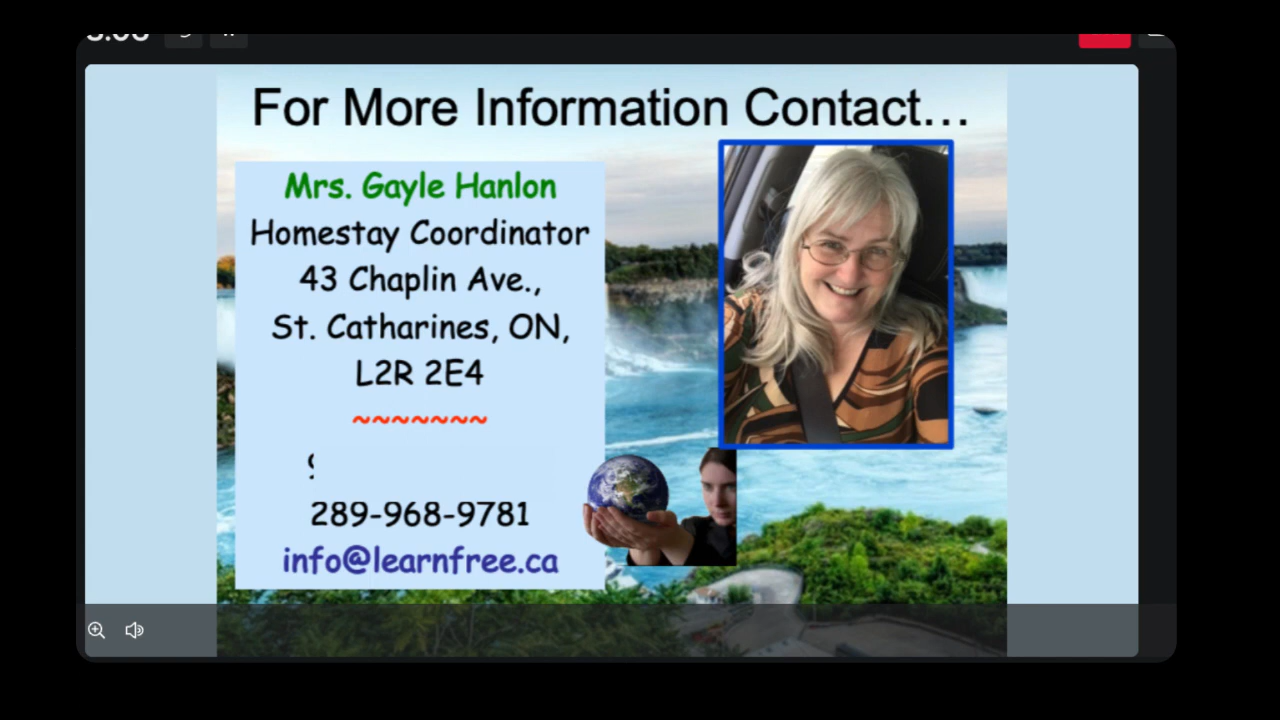 For More Information Contact...
Mrs. Gayle Hanlon
Homestay Coordinator
43 Chaplin Ave.,
St. Catharines, ON,
L2R 2E4
~~~~~~~
289-968-9781
info@learnfree.ca